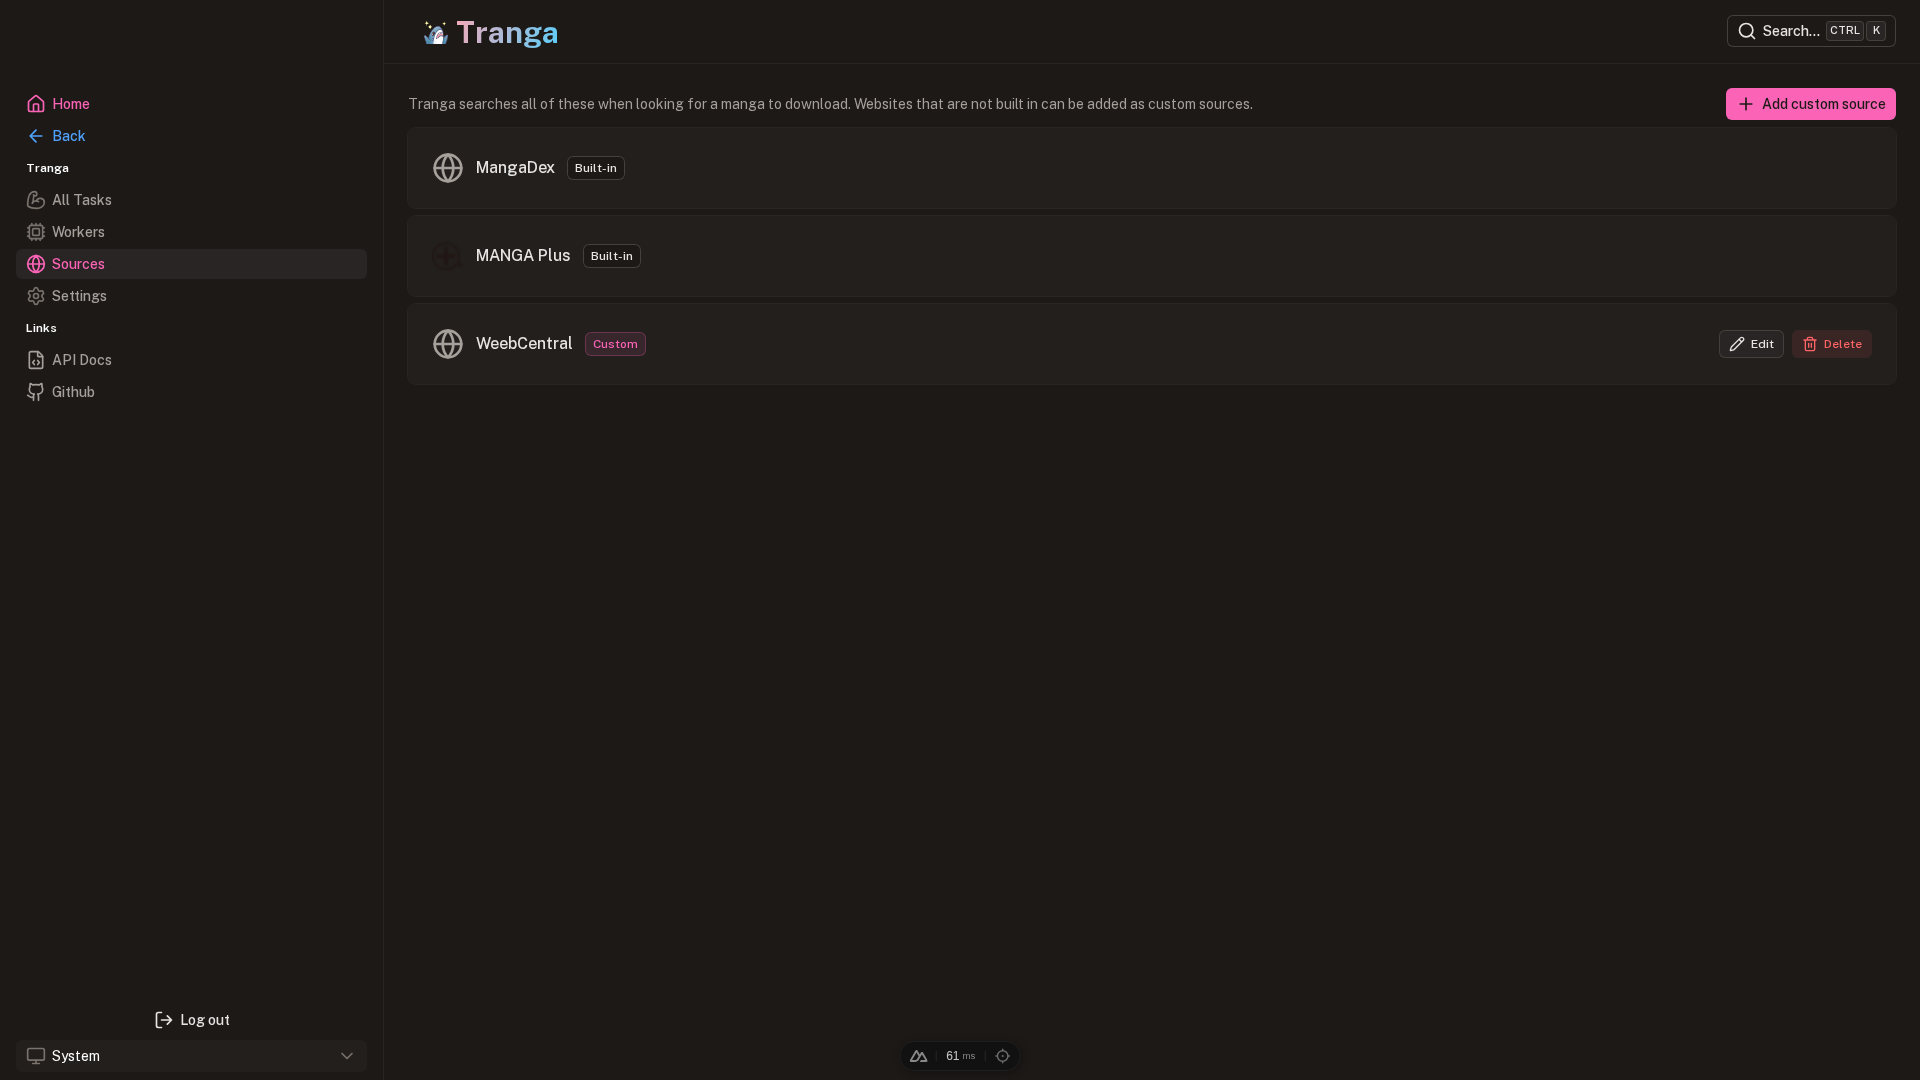 Tranga
Search... CTRL K
Home
Back
Tranga
All Tasks
Workers
Sources
Settings
Links
API Docs
Github
Log out
System
Tranga searches all of these when looking for a manga to download. Websites that are not built in can be added as custom sources.
Add custom source
MangaDex Built-in
MANGA Plus Built-in
WeebCentral Custom
Edit Delete
61 ms